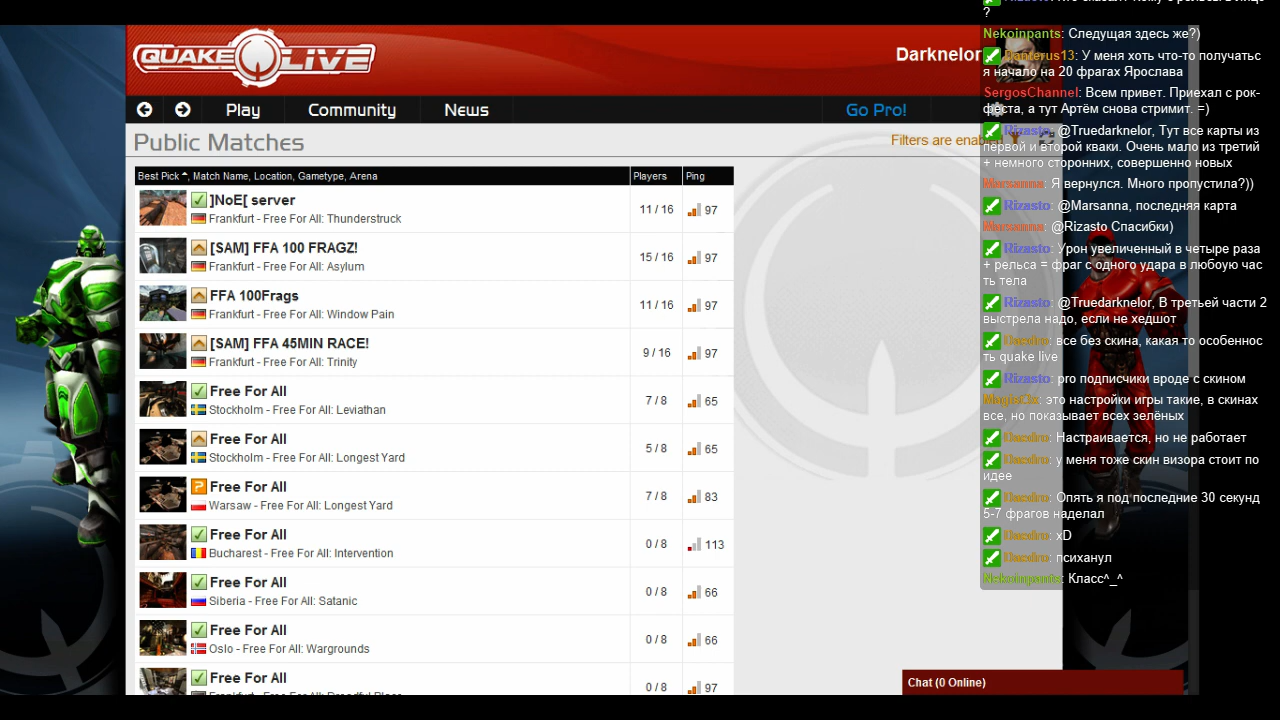 QUAKE LIVE
Darknelor
Play
Community
News
Go Pro!
Public Matches
Filters are enab
Best Pick, Match Name, Location, Gametype, Arena
Players
Ping
]NoE[ server
Frankfurt - Free For All: Thunderstruck
11 / 16
97
[SAM] FFA 100 FRAGZ!
Frankfurt - Free For All: Asylum
15 / 16
97
FFA 100Frags
Frankfurt - Free For All: Window Pain
11 / 16
97
[SAM] FFA 45MIN RACE!
Frankfurt - Free For All: Trinity
9 / 16
97
Free For All
Stockholm - Free For All: Leviathan
7 / 8
65
Free For All
Stockholm - Free For All: Longest Yard
5 / 8
65
Free For All
Warsaw - Free For All: Longest Yard
7 / 8
83
Free For All
Bucharest - Free For All: Intervention
0 / 8
113
Free For All
Siberia - Free For All: Satanic
0 / 8
66
Free For All
Oslo - Free For All: Wargrounds
0 / 8
66
Free For All
0 / 8
97
?
Nekoinpants: Следущая здесь же?)
Panterus13: У меня хоть что-то получатьс
я начало на 20 фрагах Ярослава
SergosChannel: Всем привет. Приехал с рок-
феста, а тут Артём снова стримит. =)
Rizasto: @Truedarknelor, Тут все карты из
первой и второй кваки. Очень мало из третий
+ немного сторонних, совершенно новых
Marsanna: Я вернулся. Много пропустила?))
Rizasto: @Marsanna, последняя карта
Marsanna: @Rizasto Спасибки)
Rizasto: Урон увеличенный в четыре раза
+ рельса = фраг с одного удара в любоую час
ть тела
Rizasto: @Truedarknelor, В третьей части 2
выстрела надо, если не хедшот
Daedro: все без скина, какая то особеннос
ть quake live
Rizasto: pro подписчики вроде с скином
это настройки игры такие, в скинах
все, но показывает всех зелёных
Daedro: Настраивается, но не работает
Daedro: у меня тоже скин визора стоит по
идее
Daedro: Опять я под последние 30 секунд
5-7 фрагов наделал
Daedro: xD
Daedro: психанул
Nekoinpants: Класс^_^
Chat (0 Online)